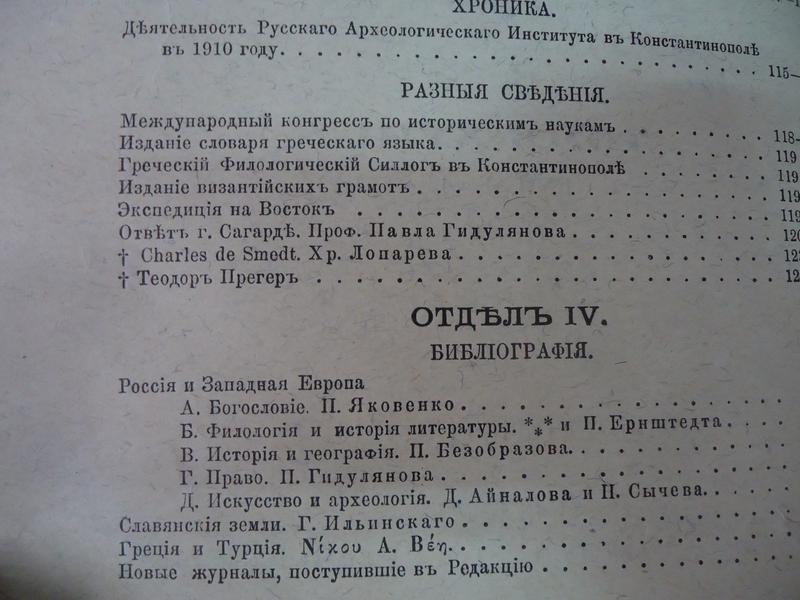 ХРОНИКА.
Дѣятельность Русскаго Археологическаго Института въ Константинополѣ
въ 1910 году. . . . . . . . . . . . . . . . . . . . . . . . 115—
РАЗНЫЯ СВѢДѢНІЯ.
Международный конгрессъ по историческимъ наукамъ . . . . . . . . 118-
Изданіе словаря греческаго языка. . . . . . . . . . . . . . . . . . 119
Греческій Филологическій Силлогъ въ Константинополѣ . . . . . . . . 119
Изданіе византійскихъ грамотъ . . . . . . . . . . . . . . . . . . . 119
Экспедиція на Востокъ . . . . . . . . . . . . . . . . . . . . . . 119
Отвѣтъ г. Сагардѣ. Проф. Павла Гидулянова . . . . . . . . . . . 120
† Charles de Smedt. Хр. Лопарева . . . . . . . . . . . . . . . . 12
† Теодоръ Прегеръ . . . . . . . . . . . . . . . . . . . . . . . . 12
ОТДѢЛЪ IV.
БИБЛІОГРАФІЯ.
Россія и Западная Европа
А. Богословіе. П. Яковенко . . . . . . . . . . . . . . . .
Б. Филологія и исторія литературы. *** и П. Ернштедта . . . .
В. Исторія и географія. П. Безобразова. . . . . . . . . . .
Г. Право. П. Гидулянова . . . . . . . . . . . . . . . . .
Д. Искусство и археологія. Д. Айналова и Н. Сычева. . . . . .
Славянскія земли. Г. Ильинскаго . . . . . . . . . . . . . . . .
Греція и Турція. Νίκου Α. Βέη. . . . . . . . . . . . . . . . . .
Новые журналы, поступившіе въ Редакцію . . . . . . . . . . . .